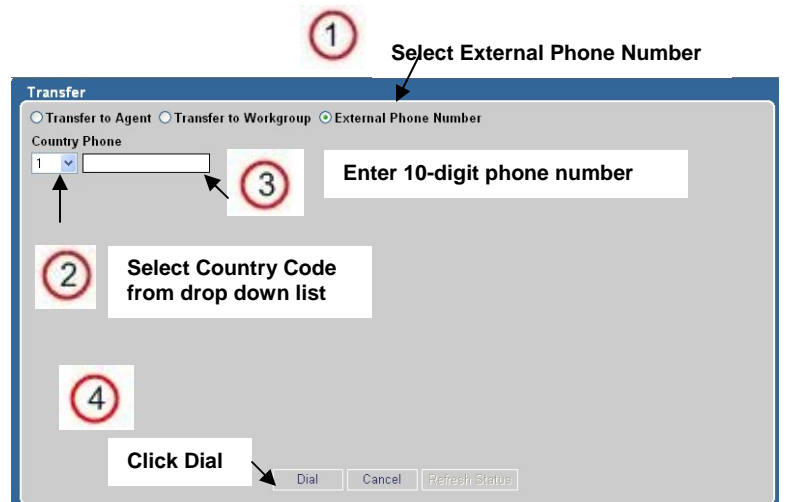 1
Select External Phone Number
Transfer
Transfer to Agent Transfer to Workgroup External Phone Number
Country Phone
1
3
Enter 10-digit phone number
2
Select Country Code
from drop down list
4
Click Dial
Dial Cancel Refresh Status